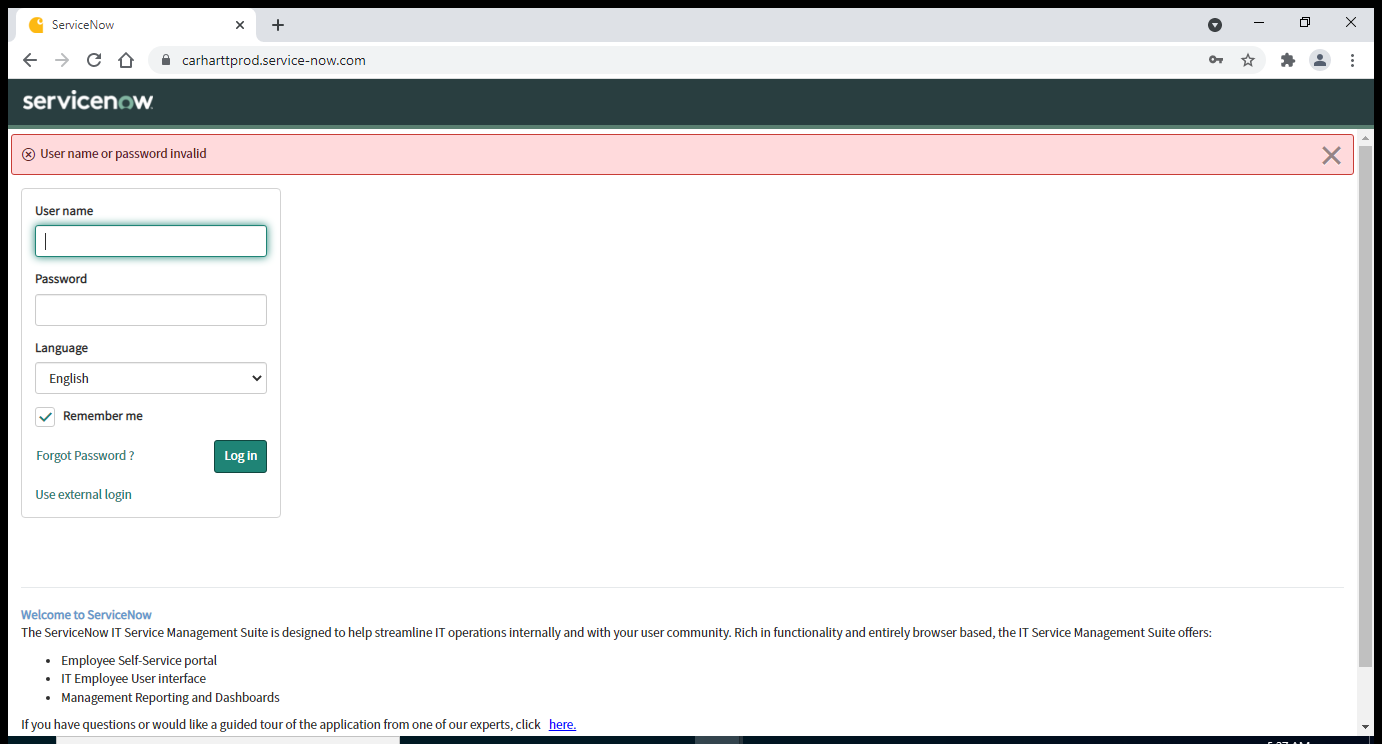 ServiceNow
carharttprod.service-now.com
servicenow
User name or password invalid
User name
Password
Language
English
Remember me
Forgot Password ?
Log in
Use external login
Welcome to ServiceNow
The ServiceNow IT Service Management Suite is designed to help streamline IT operations internally and with your user community. Rich in functionality and entirely browser based, the IT Service Management Suite offers:
• Employee Self-Service portal
• IT Employee User interface
• Management Reporting and Dashboards
If you have questions or would like a guided tour of the application from one of our experts, click here.